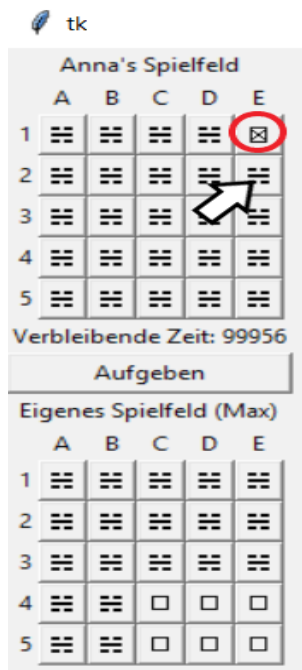 tk
Anna's Spielfeld
A B C D E
1 ☵ ☵ ☵ ☵ ☒
2 ☵ ☵ ☵ ☵ ☵
3 ☵ ☵ ☵ ☵ ☵
4 ☵ ☵ ☵ ☵ ☵
5 ☵ ☵ ☵ ☵ ☵
Verbleibende Zeit: 99956
Aufgeben
Eigenes Spielfeld (Max)
A B C D E
1 ☵ ☵ ☵ ☵ ☵
2 ☵ ☵ ☵ ☵ ☵
3 ☵ ☵ ☵ ☵ ☵
4 ☵ ☵ ☐ ☐ ☐
5 ☵ ☵ ☐ ☐ ☐